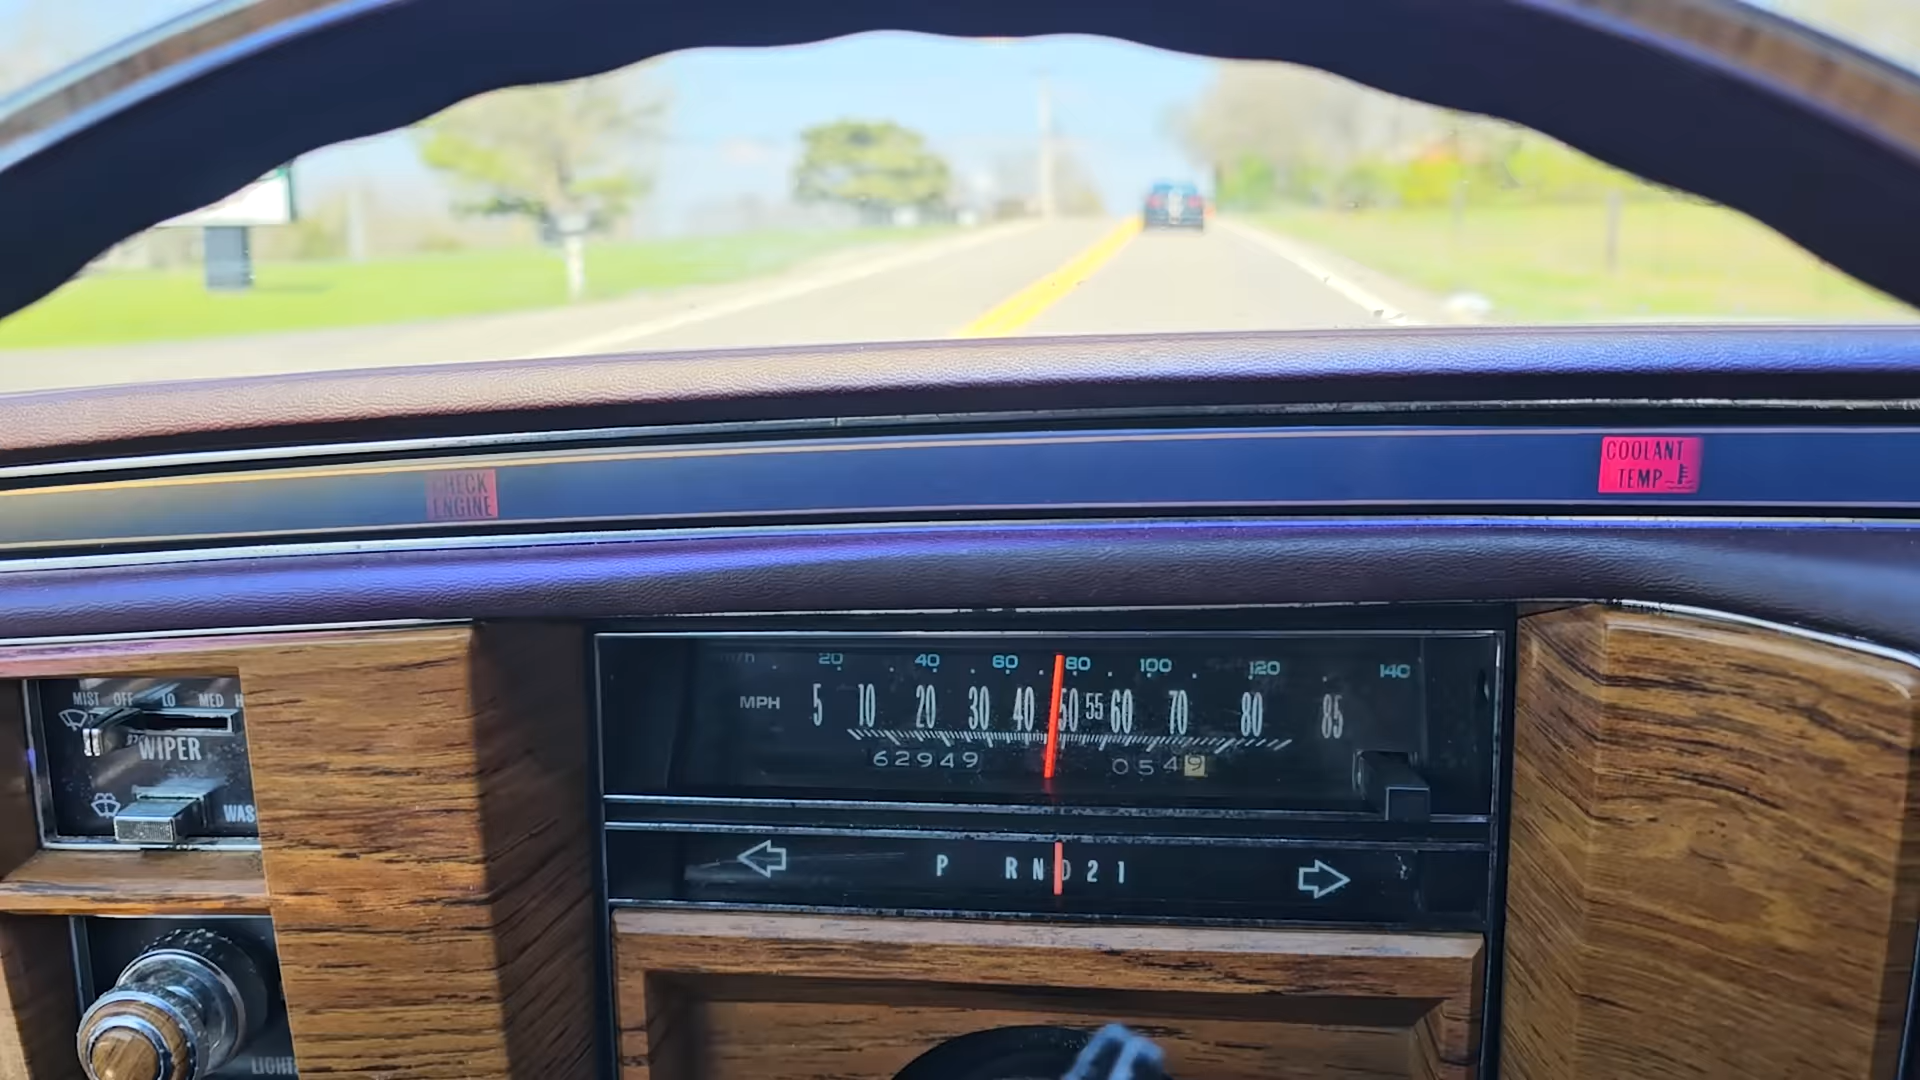 CHECK
ENGINE
COOLANT
TEMP
MIST OFF LO MED H
WIPER
WAS
LIGHT
20 40 60 80 100 120 140
MPH 5 10 20 30 40 50 55 60 70 80 85
62949 0549
P R N D 2 1